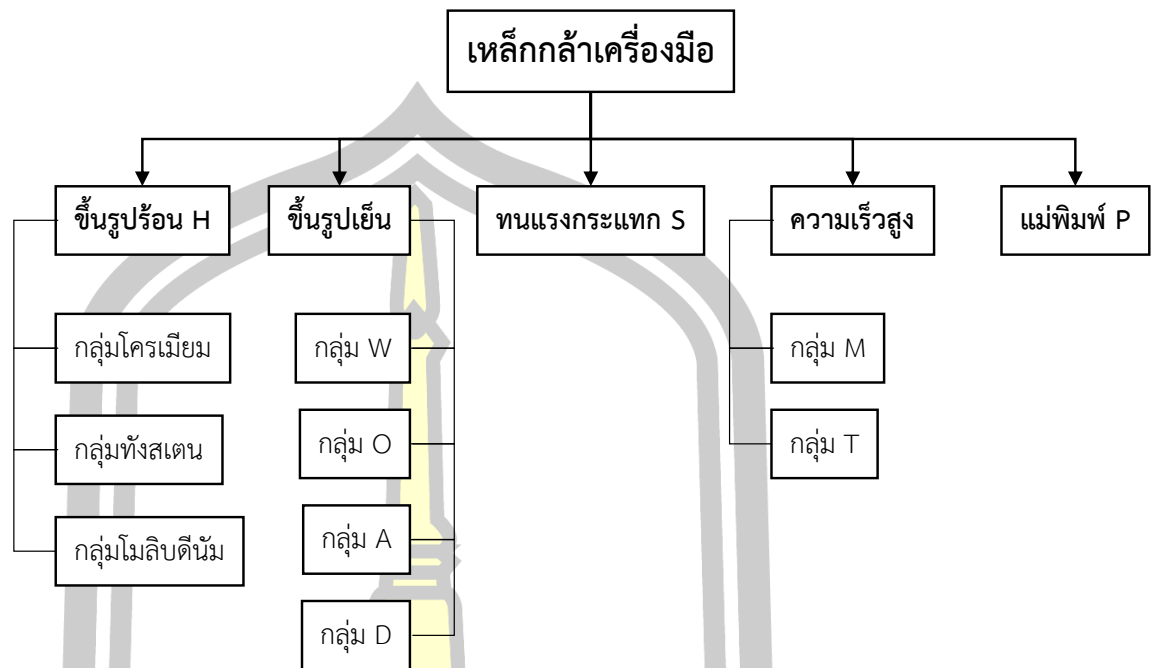 เหล็กกล้าเครื่องมือ
ขึ้นรูปร้อน H
ขึ้นรูปเย็น
ทนแรงกระแทก S
ความเร็วสูง
แม่พิมพ์ P
กลุ่มโครเมียม
กลุ่ม W
กลุ่ม M
กลุ่มทังสเตน
กลุ่ม O
กลุ่ม T
กลุ่มโมลิบดีนัม
กลุ่ม A
กลุ่ม D